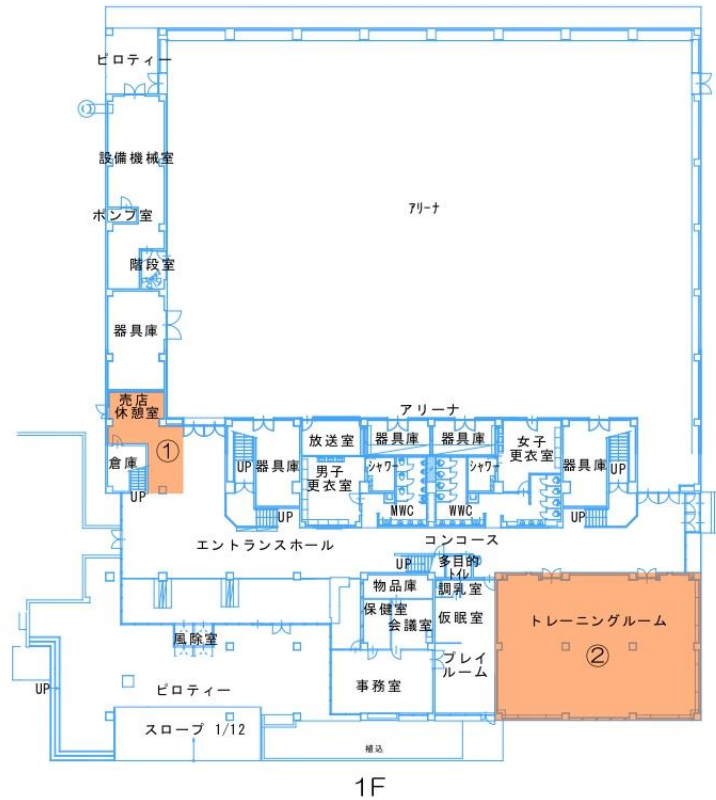 ピロティー
設備機械室
アリーナ
ポンプ室
階段室
器具庫
売店
休憩室
①
倉庫
UP
アリーナ
放送室
器具庫
器具庫
女子
更衣室
UP
器具庫
男子
更衣室
シャワー
シャワー
器具庫
UP
UP
MWC
WWC
UP
エントランスホール
コンコース
UP
多目的
トイレ
物品庫
調乳室
保健室
会議室
仮眠室
トレーニングルーム
②
風除室
プレイ
ルーム
UP
ピロティー
事務室
スロープ 1/12
植込
1F